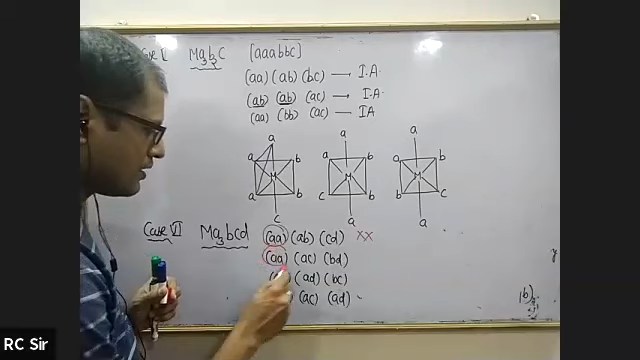 Case V Ma3b2C [aaabbc]
(aa) (ab) (bc) — I.A
(ab) (ab) (ac) — I.A.
(aa) (bb) (ac) — IA
a a a
a b a b a b
M M M
a b c b b c
c a a
Case VI Ma3bcd (aa) (ab) (cd) XX
(aa) (ac) (bd)
(ad) (bc)
(ac) (ad)
RC Sir